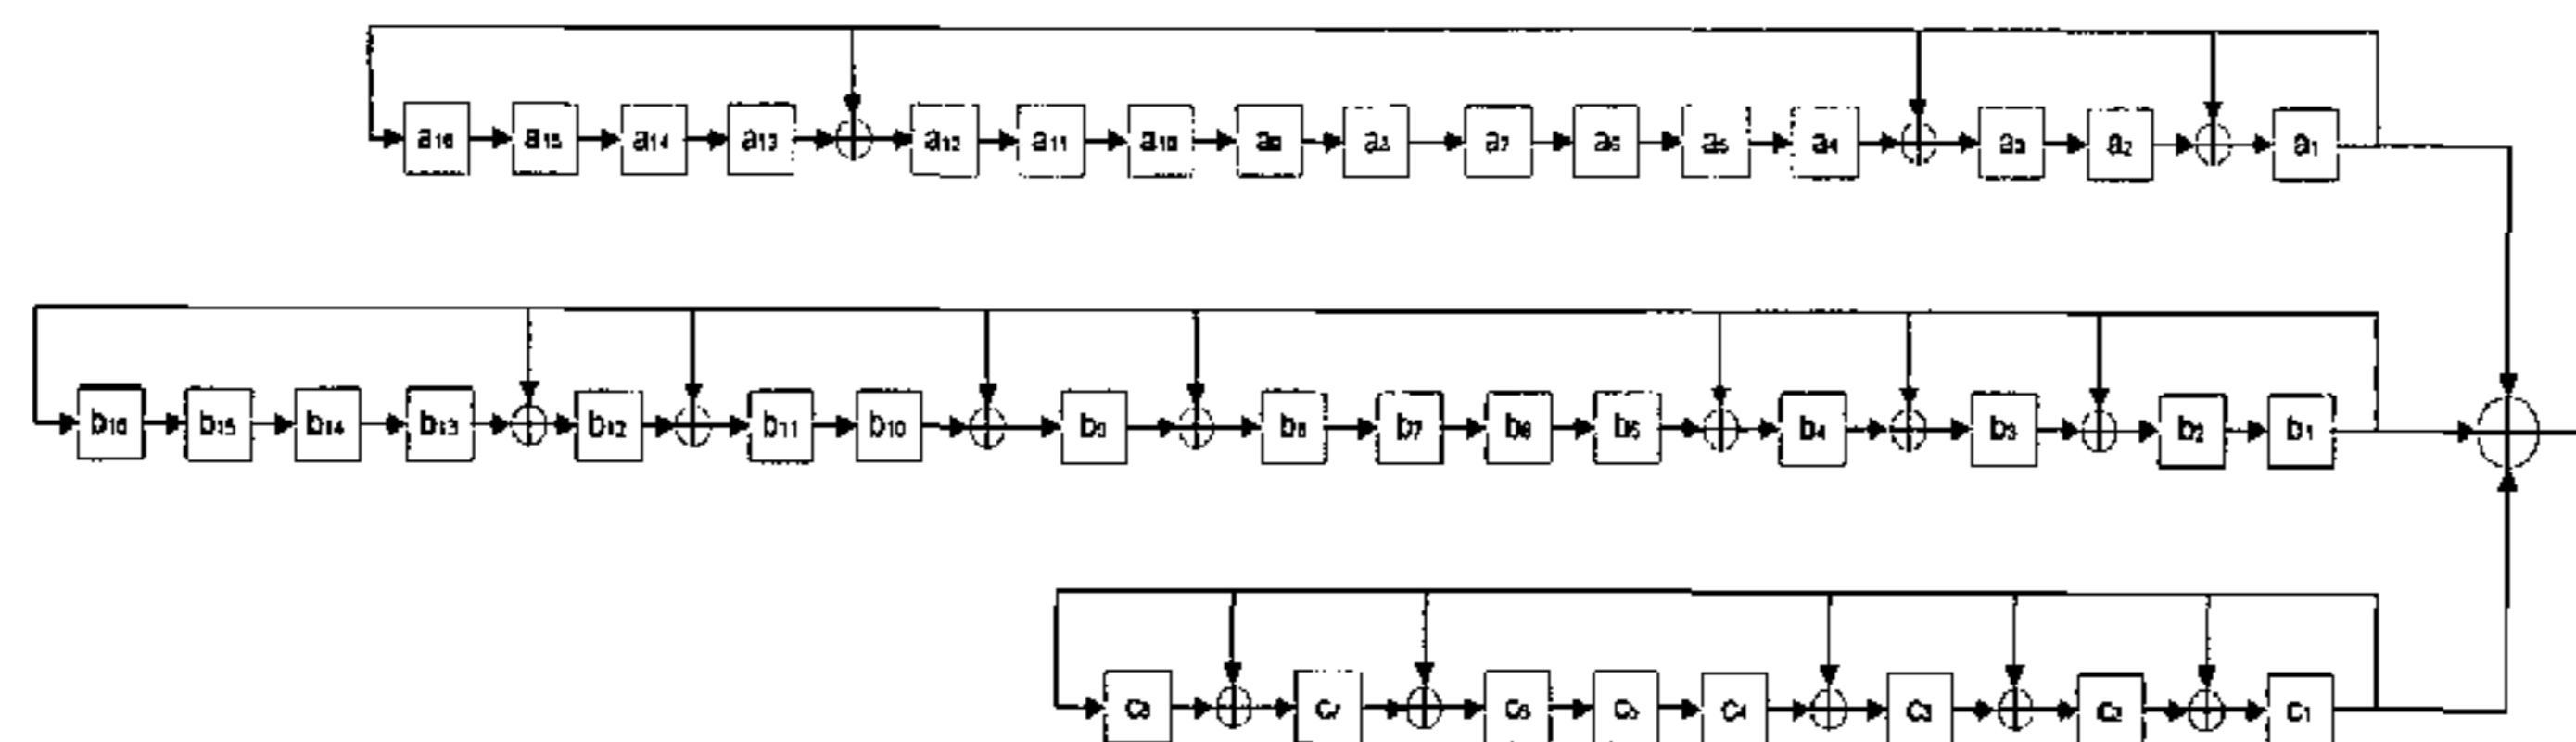 a₁₆ a₁₅ a₁₄ a₁₃ a₁₂ a₁₁ a₁₀ a₉ a₈ a₇ a₆ a₅ a₄ a₃ a₂ a₁
b₁₆ b₁₅ b₁₄ b₁₃ b₁₂ b₁₁ b₁₀ b₉ b₈ b₇ b₆ b₅ b₄ b₃ b₂ b₁
c₈ c₇ c₆ c₅ c₄ c₃ c₂ c₁